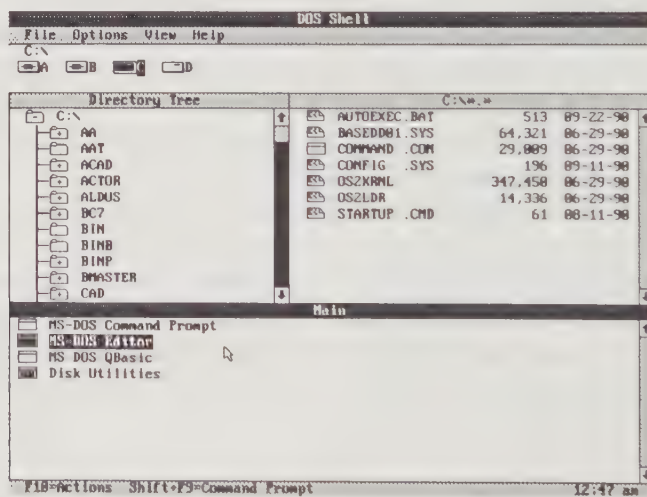 DOS Shell
File Options View Help
C:\
A B C D
Directory Tree
C:\
AA
AAT
ACAD
ACTOR
ALDUS
BC7
BIN
BINB
BINP
BMASTER
CAD
C:\*.*
AUTOEXEC.BAT 513 09-22-90
BASEDD01.SYS 64,321 06-29-90
COMMAND .COM 29,009 06-29-90
CONFIG .SYS 196 09-11-90
OS2KRNL 347,450 06-29-90
OS2LDR 14,336 06-29-90
STARTUP .CMD 61 08-11-90
Main
MS-DOS Command Prompt
MS-DOS Editor
MS DOS QBasic
Disk Utilities
F10=Actions Shift+F9=Command Prompt 12:47 am